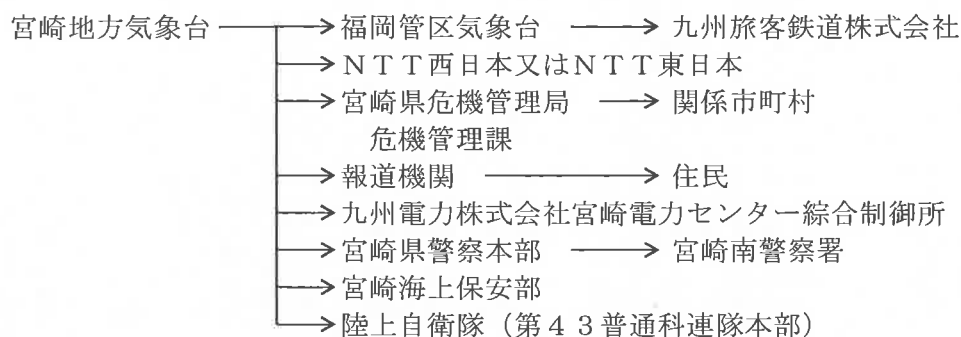 宮崎地方気象台 → 福岡管区気象台 → 九州旅客鉄道株式会社
→ NTT西日本又はNTT東日本
→ 宮崎県危機管理局 → 関係市町村
危機管理課
→ 報道機関 → 住民
→ 九州電力株式会社宮崎電力センター綜合制御所
→ 宮崎県警察本部 → 宮崎南警察署
→ 宮崎海上保安部
→ 陸上自衛隊（第43普通科連隊本部）